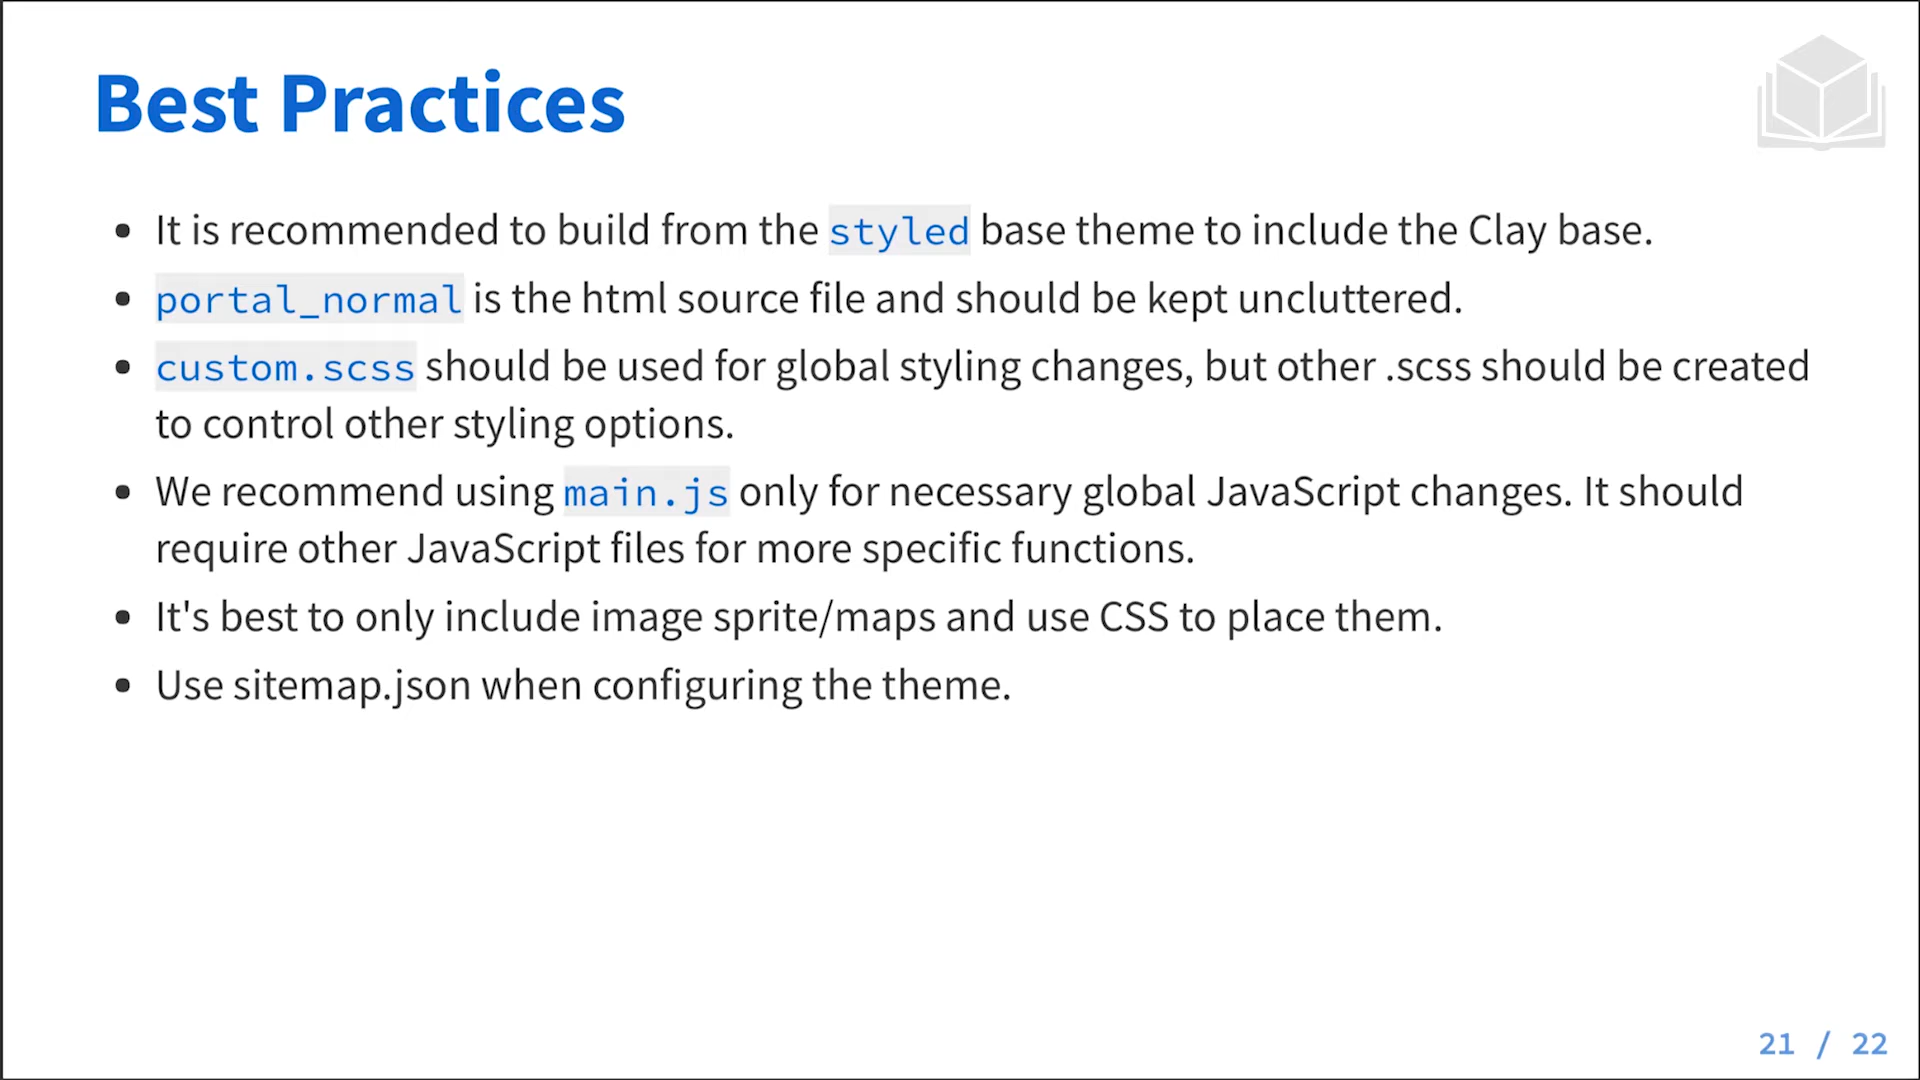 Best Practices
• It is recommended to build from the styled base theme to include the Clay base.
• portal_normal is the html source file and should be kept uncluttered.
• custom.scss should be used for global styling changes, but other .scss should be created
to control other styling options.
• We recommend using main.js only for necessary global JavaScript changes. It should
require other JavaScript files for more specific functions.
• It's best to only include image sprite/maps and use CSS to place them.
• Use sitemap.json when configuring the theme.
21 / 22